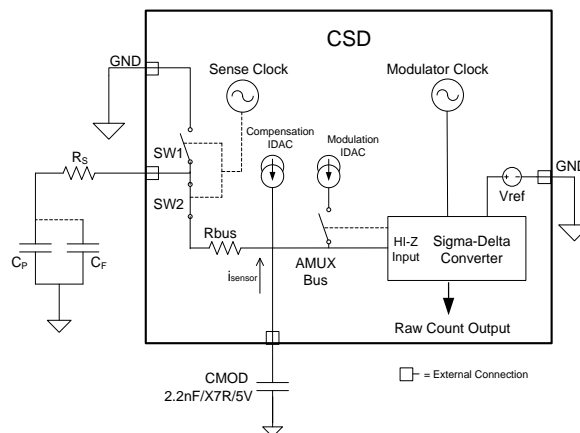 CSD
GND
Sense Clock
Modulator Clock
Compensation
IDAC
Modulation
IDAC
GND
RS
SW1
SW2
Vref
Rbus
HI-Z
Input
Sigma-Delta
Converter
CP
CF
isensor
AMUX
Bus
Raw Count Output
CMOD
2.2nF/X7R/5V
= External Connection